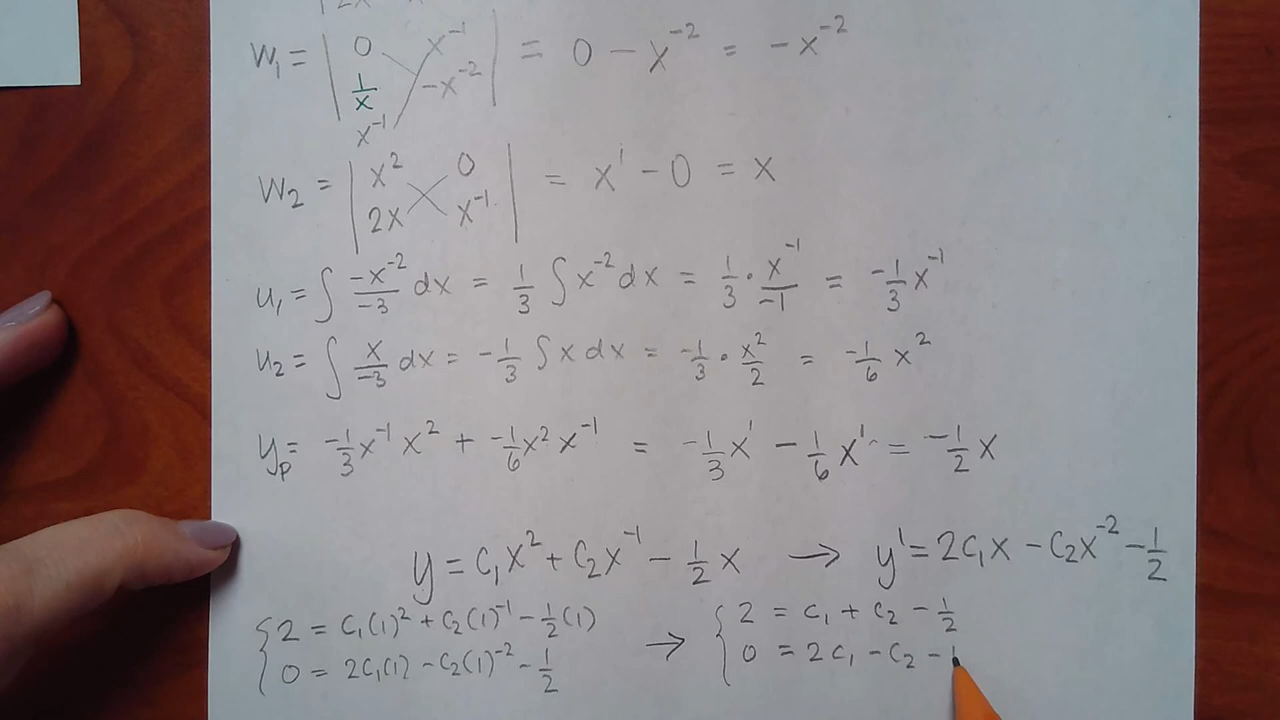 W₁ = | 0 x⁻¹ | = 0 - x⁻² = -x⁻²
1/x -x⁻²
x⁻¹
W₂ = | x² 0 | = x¹ - 0 = x
2x x⁻¹
u₁ = ∫ -x⁻²/-3 dx = 1/3 ∫ x⁻² dx = 1/3 · x⁻¹/-1 = -1/3 x⁻¹
u₂ = ∫ x/-3 dx = -1/3 ∫ x dx = -1/3 · x²/2 = -1/6 x²
yₚ = -1/3 x⁻¹ x² + -1/6 x² x⁻¹ = -1/3 x¹ - 1/6 x¹ = -1/2 x
y = c₁x² + c₂x⁻¹ - 1/2 x → y' = 2c₁x - c₂x⁻² - 1/2
{ 2 = c₁(1)² + c₂(1)⁻¹ - 1/2(1) → { 2 = c₁ + c₂ - 1/2
0 = 2c₁(1) - c₂(1)⁻² - 1/2 0 = 2c₁ - c₂ -